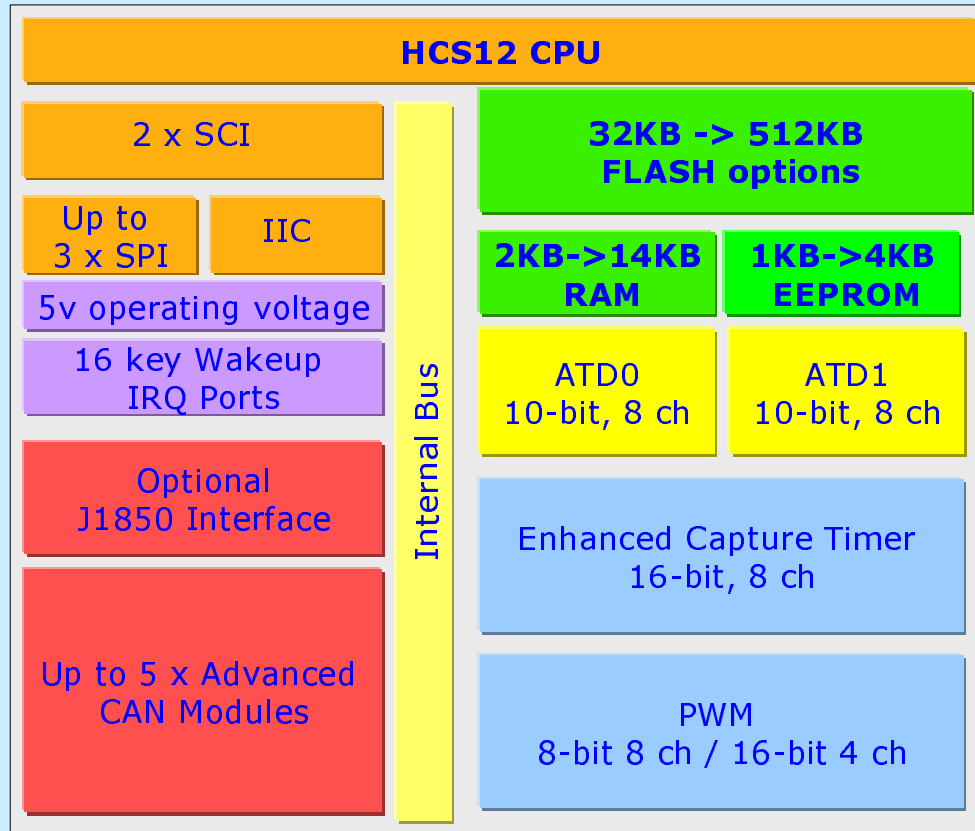 HCS12 CPU
2 x SCI
Up to
3 x SPI
IIC
5v operating voltage
16 key Wakeup
IRQ Ports
Optional
J1850 Interface
Up to 5 x Advanced
CAN Modules
Internal Bus
32KB -> 512KB
FLASH options
2KB->14KB
RAM
1KB->4KB
EEPROM
ATD0
10-bit, 8 ch
ATD1
10-bit, 8 ch
Enhanced Capture Timer
16-bit, 8 ch
PWM
8-bit 8 ch / 16-bit 4 ch